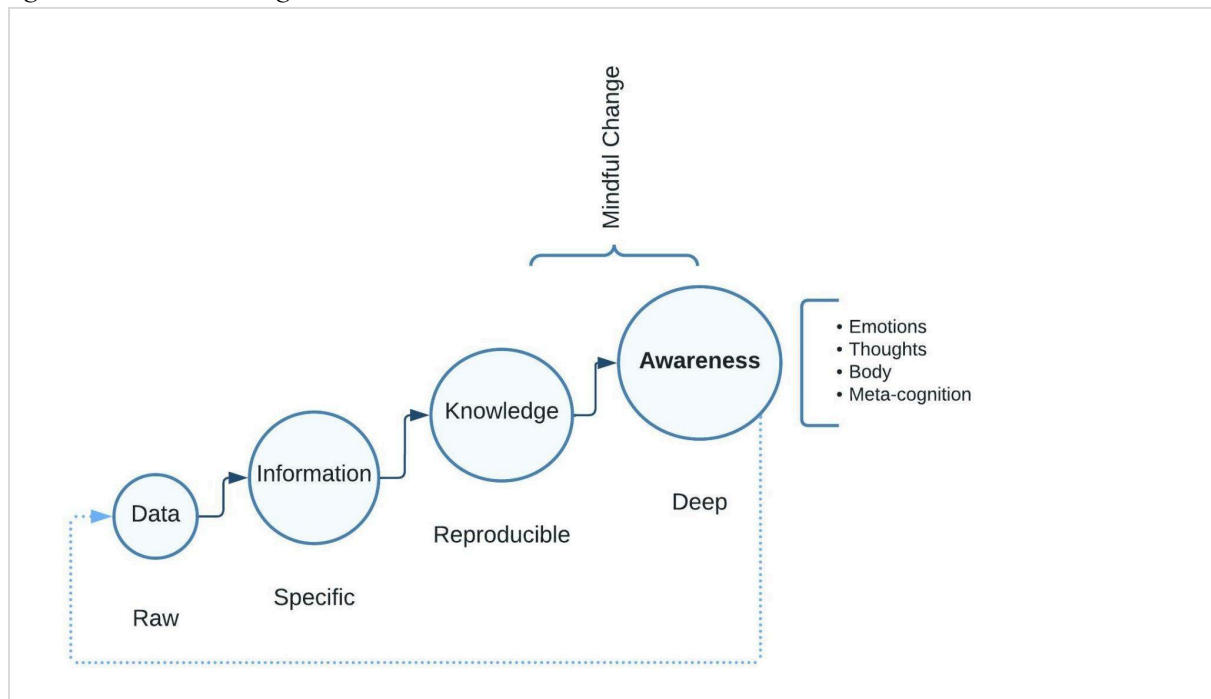 Mindful Change
• Emotions
• Thoughts
• Body
• Meta-cognition
Awareness
Knowledge
Information
Data
Deep
Reproducible
Specific
Raw